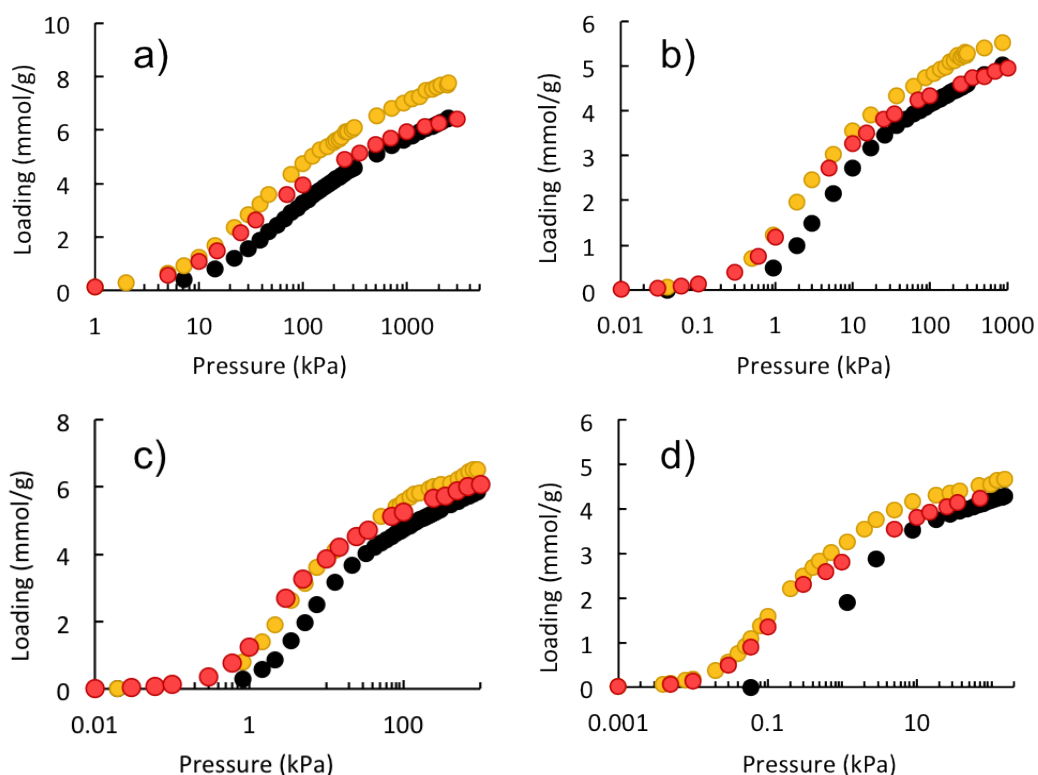 a)
Loading (mmol/g)
10
8
6
4
2
0
1 10 100 1000
Pressure (kPa)
b)
Loading (mmol/g)
6
5
4
3
2
1
0
0.01 0.1 1 10 100 1000
Pressure (kPa)
c)
Loading (mmol/g)
8
6
4
2
0
0.01 1 100
Pressure (kPa)
d)
Loading (mmol/g)
6
5
4
3
2
1
0
0.001 0.1 10
Pressure (kPa)